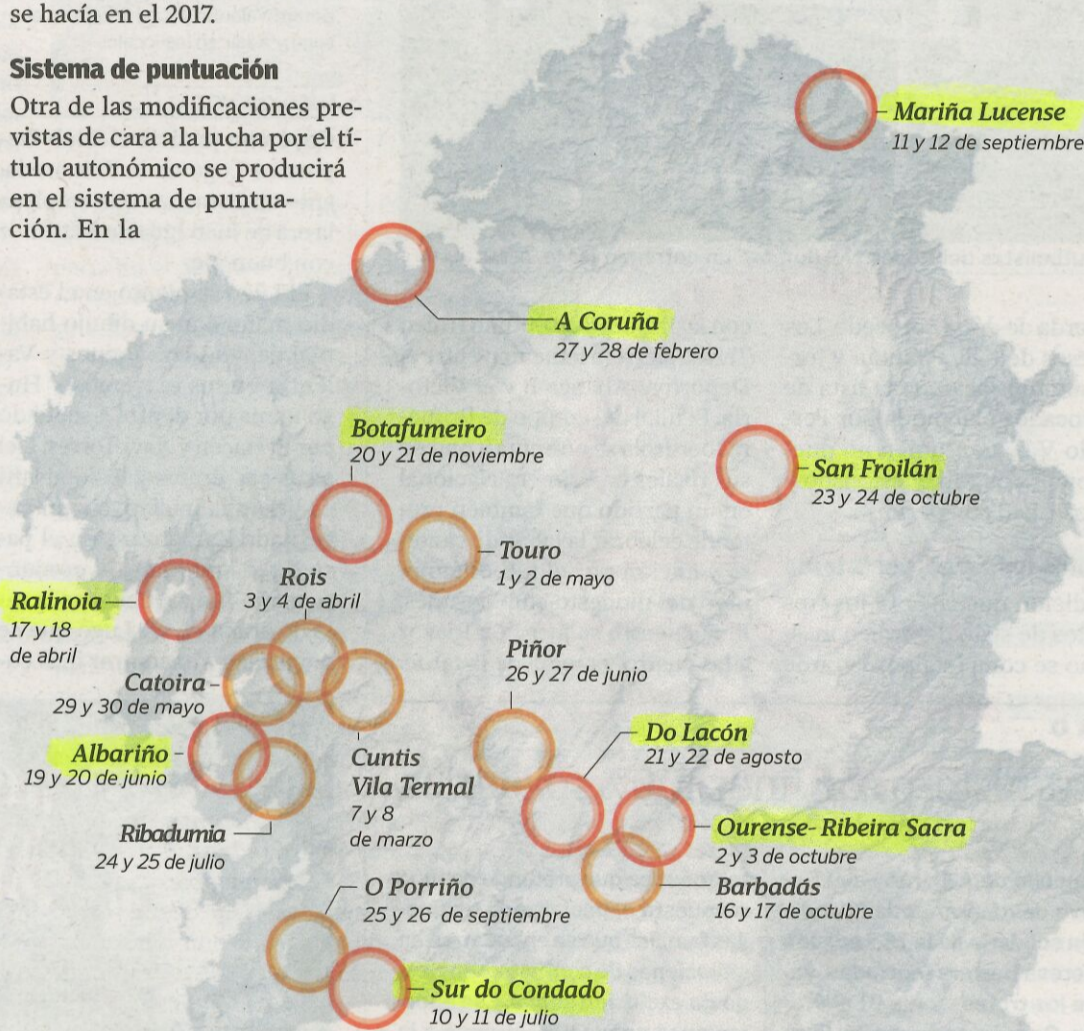 se hacía en el 2017.
Sistema de puntuación
Otra de las modificaciones pre-
vistas de cara a la lucha por el tí-
tulo autonómico se producirá
en el sistema de puntua-
ción. En la
Mariña Lucense
11 y 12 de septiembre
A Coruña
27 y 28 de febrero
Botafumeiro
20 y 21 de noviembre
San Froilán
23 y 24 de octubre
Touro
1 y 2 de mayo
Rois
3 y 4 de abril
Ralinoia
17 y 18
de abril
Catoira
29 y 30 de mayo
Piñor
26 y 27 de junio
Do Lacón
21 y 22 de agosto
Albariño
19 y 20 de junio
Cuntis
Vila Termal
7 y 8
de marzo
Ribadumia
24 y 25 de julio
Ourense- Ribeira Sacra
2 y 3 de octubre
Barbadás
16 y 17 de octubre
O Porriño
25 y 26 de septiembre
Sur do Condado
10 y 11 de julio